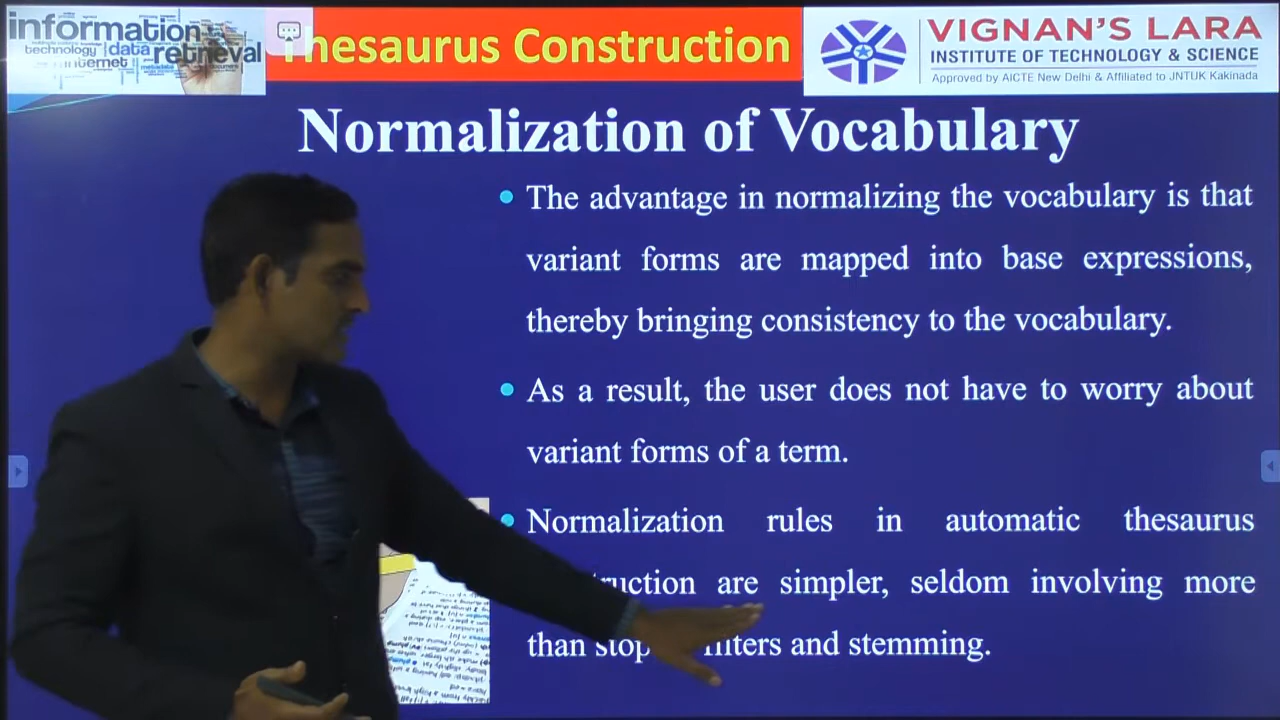 information
technology data retrieval
internet
Thesaurus Construction
VIGNAN'S LARA
INSTITUTE OF TECHNOLOGY & SCIENCE
Approved by AICTE New Delhi & Affiliated to JNTUK Kakinada
Normalization of Vocabulary
• The advantage in normalizing the vocabulary is that
variant forms are mapped into base expressions,
thereby bringing consistency to the vocabulary.
• As a result, the user does not have to worry about
variant forms of a term.
• Normalization rules in automatic thesaurus
ruction are simpler, seldom involving more
than stop filters and stemming.